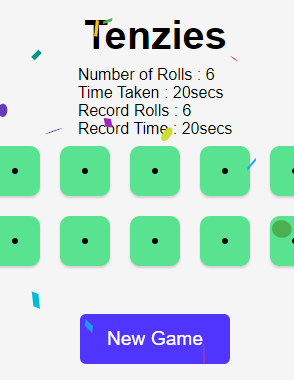 Tenzies
Number of Rolls : 6
Time Taken : 20secs
Record Rolls : 6
Record Time : 20secs
New Game